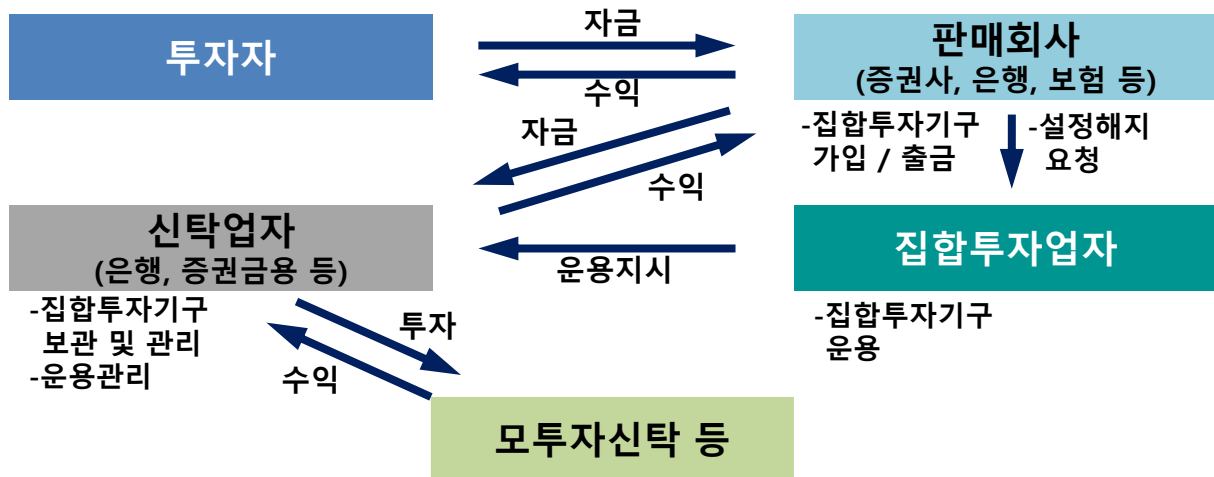 투자자
자금
수익
판매회사
(증권사, 은행, 보험 등)
-집합투자기구
가입 / 출금
-설정해지
요청
자금
수익
신탁업자
(은행, 증권금용 등)
-집합투자기구
보관 및 관리
-운용관리
운용지시
집합투자업자
-집합투자기구
운용
투자
수익
모투자신탁 등